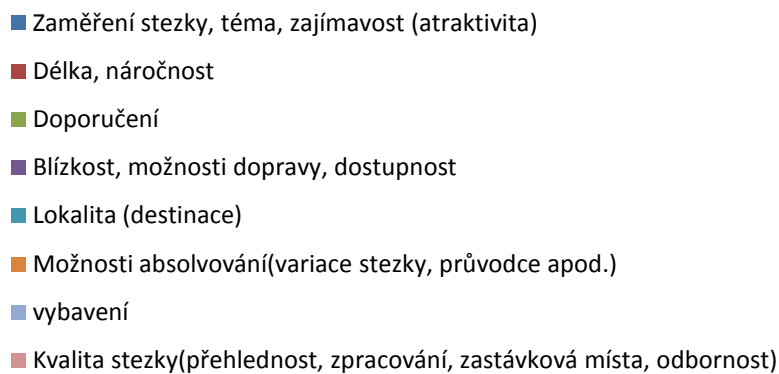 Zaměření stezky, téma, zajímavost (atraktivita)
Délka, náročnost
Doporučení
Blízkost, možnosti dopravy, dostupnost
Lokalita (destinace)
Možnosti absolvování(variace stezky, průvodce apod.)
vybavení
Kvalita stezky(přehlednost, zpracování, zastávková místa, odbornost)